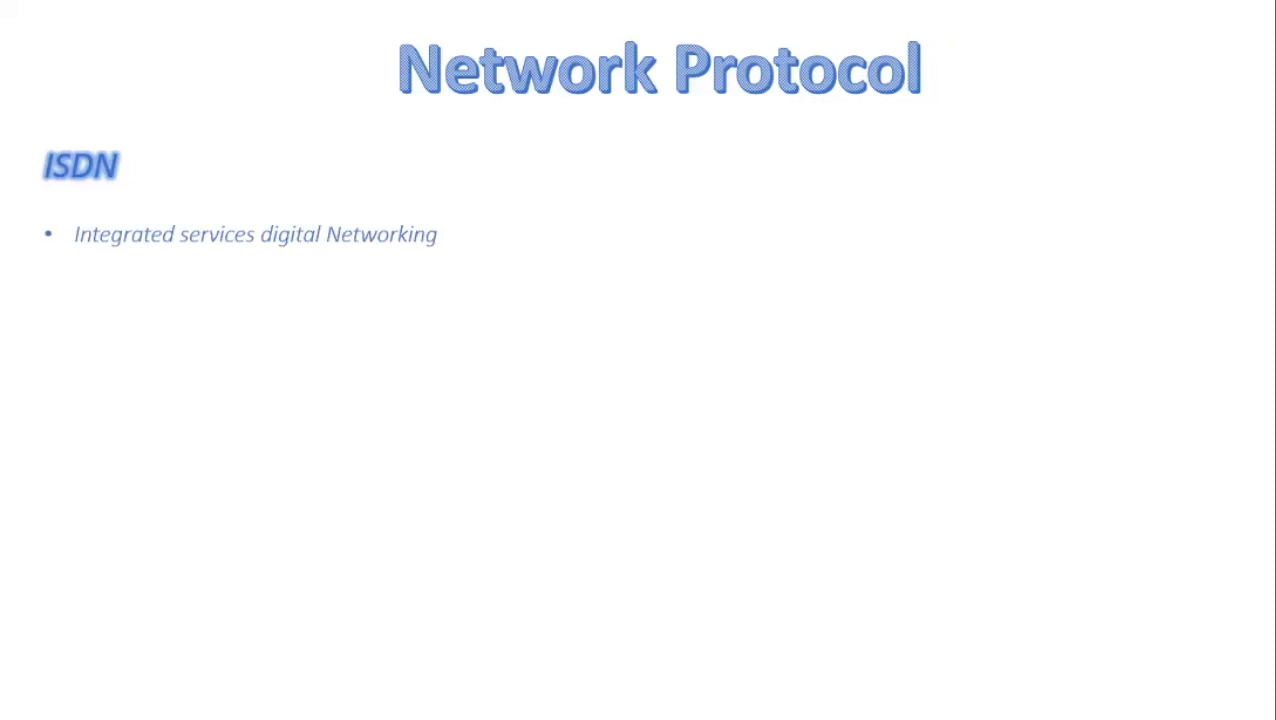 Network Protocol
ISDN
• Integrated services digital Networking